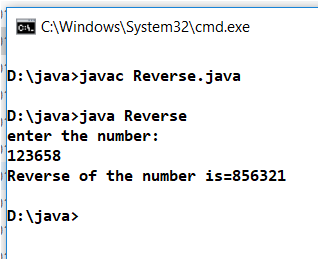 C:\Windows\System32\cmd.exe
D:\java>javac Reverse.java
D:\java>java Reverse
enter the number:
123658
Reverse of the number is=856321
D:\java>